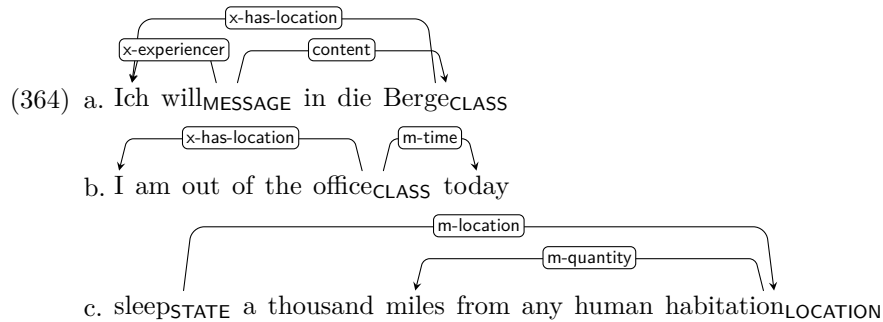 x-has-location
x-experiencer content
(364) a. Ich willMESSAGE in die BergeCLASS
x-has-location m-time
b. I am out of the officeCLASS today
m-location
m-quantity
c. sleepSTATE a thousand miles from any human habitationLOCATION